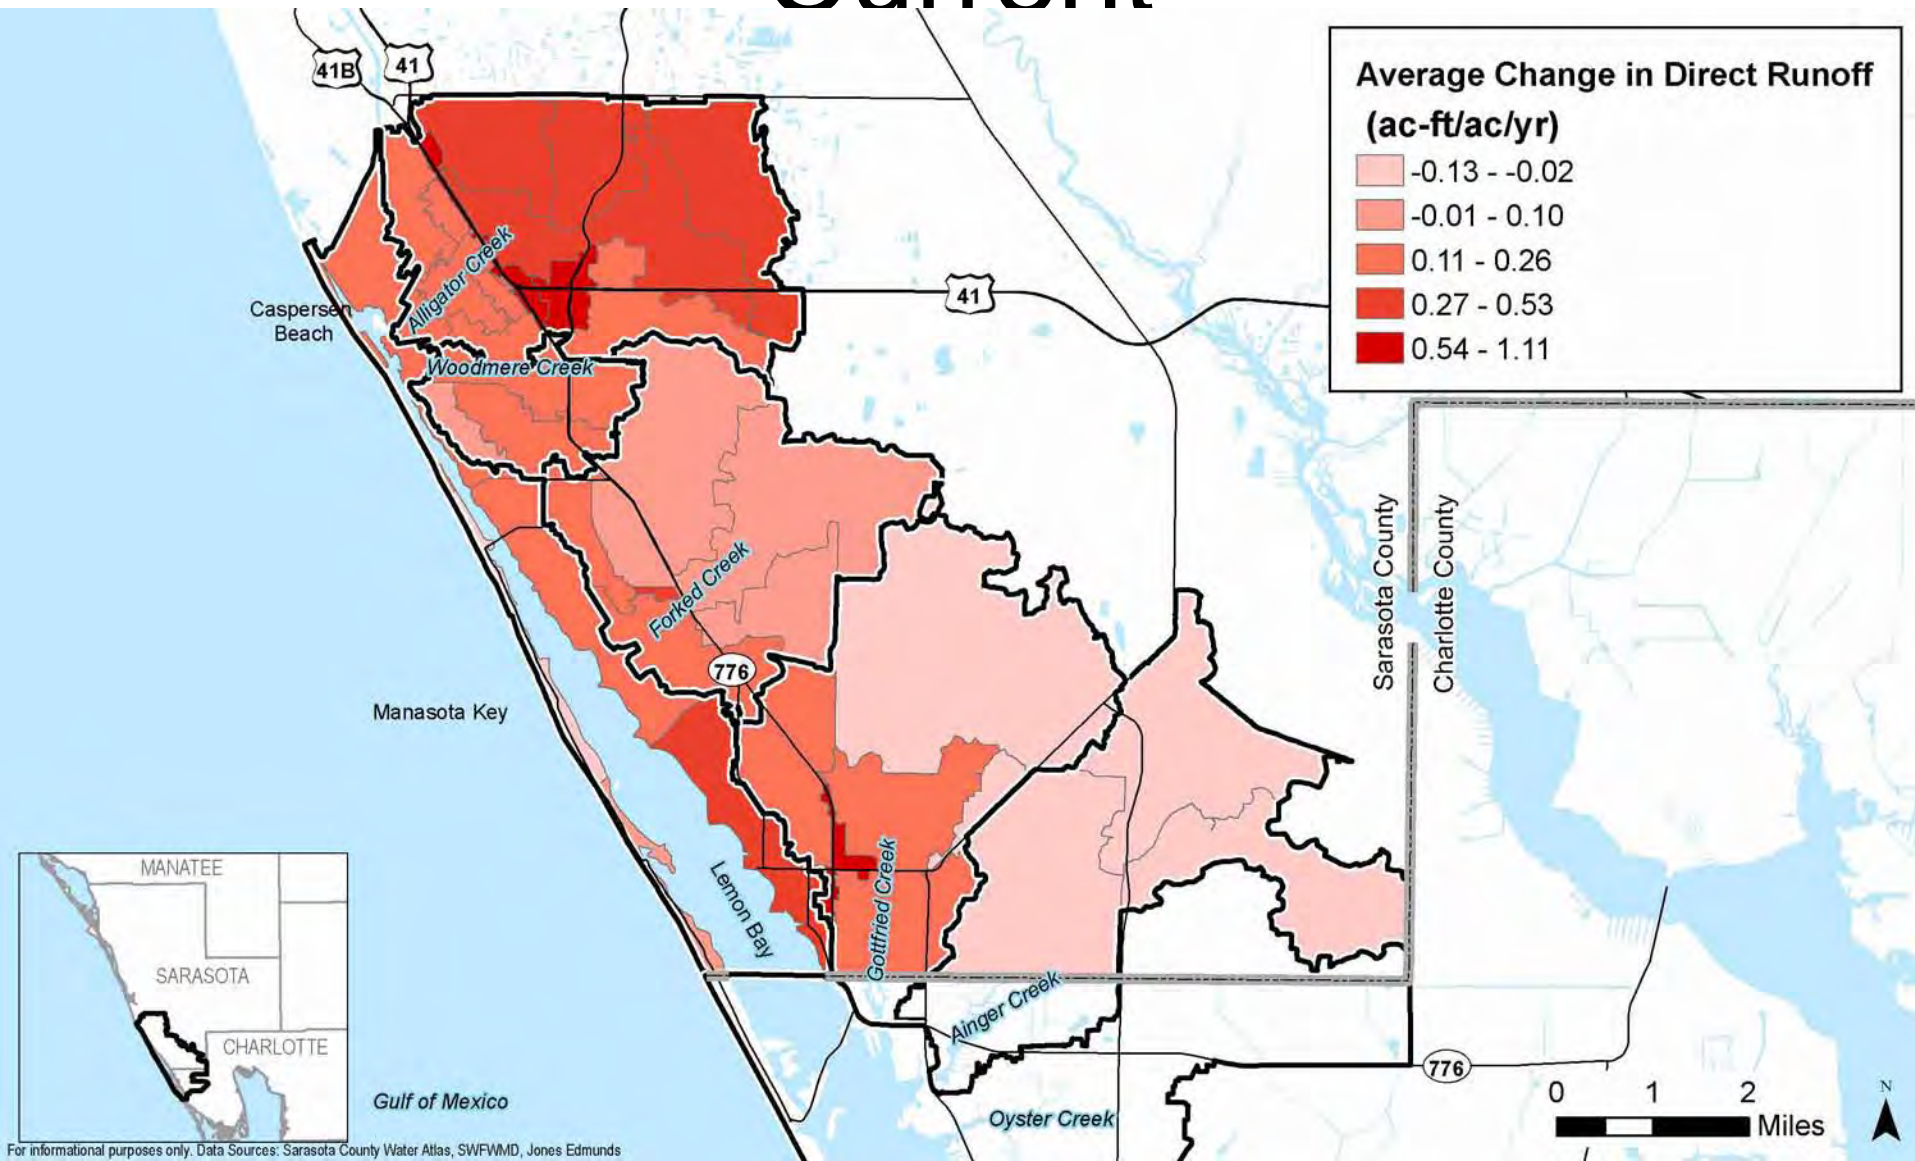 Current
41B
41
Average Change in Direct Runoff
(ac-ft/ac/yr)
-0.13 - -0.02
-0.01 - 0.10
0.11 - 0.26
0.27 - 0.53
0.54 - 1.11
Alligator Creek
41
Caspersen
Beach
Woodmere Creek
Sarasota County
Charlotte County
Forked Creek
776
Manasota Key
Lemon Bay
Gottfried Creek
MANATEE
SARASOTA
CHARLOTTE
Ainger Creek
776
Gulf of Mexico
Oyster Creek
0 1 2
Miles
N
For informational purposes only. Data Sources: Sarasota County Water Atlas, SWFWMD, Jones Edmunds